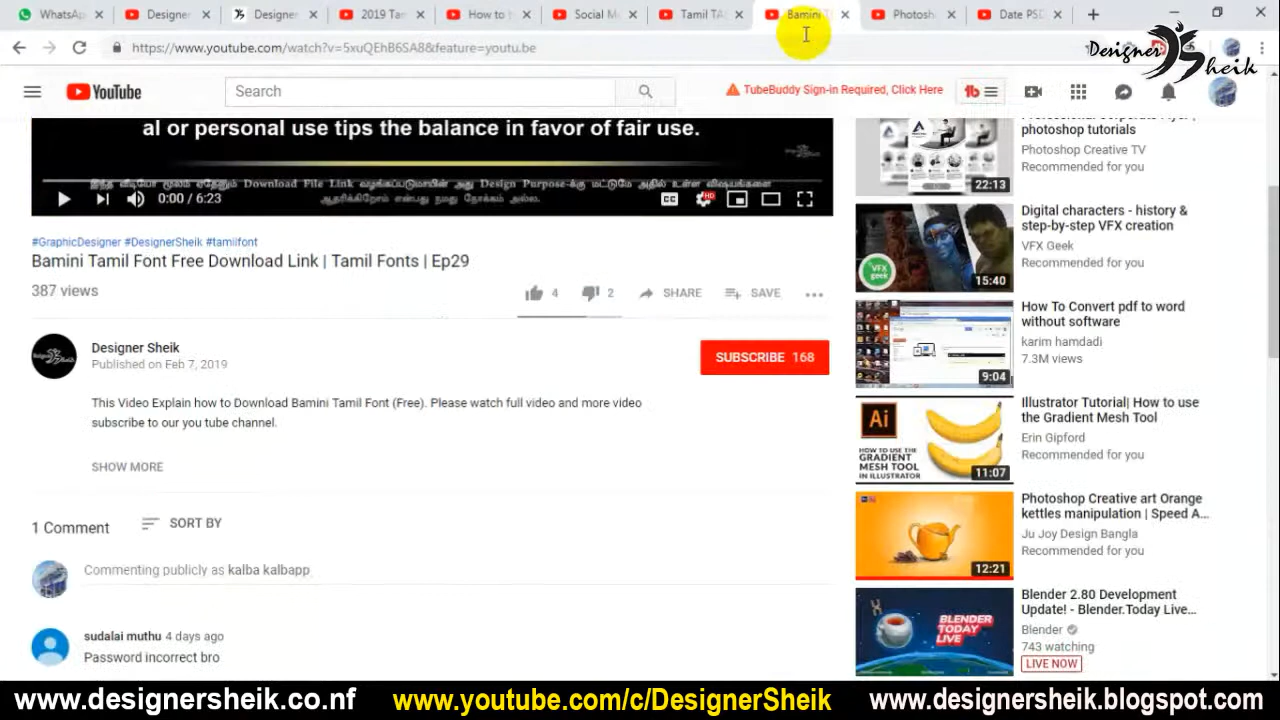 WhatsAp
Designer
Designer
2019 Tam
How to
Social M
Tamil TA
Bamini T
Photosh
Date PSD
https://www.youtube.com/watch?v=5xuQEhB6SA8&feature=youtu.be
Designer Sheik
YouTube
Search
TubeBuddy Sign-in Required, Click Here
al or personal use tips the balance in favor of fair use.
0:00 / 6:23
CC
HD
#GraphicDesigner #DesignerSheik #tamilfont
Bamini Tamil Font Free Download Link | Tamil Fonts | Ep29
387 views
4
2
SHARE
SAVE
Designer Sheik
Published on Feb 7, 2019
SUBSCRIBE 168
This Video Explain how to Download Bamini Tamil Font (Free). Please watch full video and more video
subscribe to our you tube channel.
SHOW MORE
1 Comment
SORT BY
Commenting publicly as kalba kalbapp
sudalai muthu 4 days ago
Password incorrect bro
Professional Corporate Flyer |
photoshop tutorials
Photoshop Creative TV
Recommended for you
22:13
Digital characters - history &
step-by-step VFX creation
VFX Geek
Recommended for you
VFX
geek
15:40
How To Convert pdf to word
without software
karim hamdadi
7.3M views
9:04
Illustrator Tutorial| How to use
the Gradient Mesh Tool
Erin Gipford
Recommended for you
Ai
HOW TO USE THE
GRADIENT
MESH TOOL
IN ILLUSTRATOR
11:07
Photoshop Creative art Orange
kettles manipulation | Speed A...
Ju Joy Design Bangla
Recommended for you
12:21
Blender 2.80 Development
Update! - Blender.Today Live...
Blender
743 watching
LIVE NOW
BLENDER
TODAY
LIVE
www.designersheik.co.nf
www.youtube.com/c/DesignerSheik
www.designersheik.blogspot.com